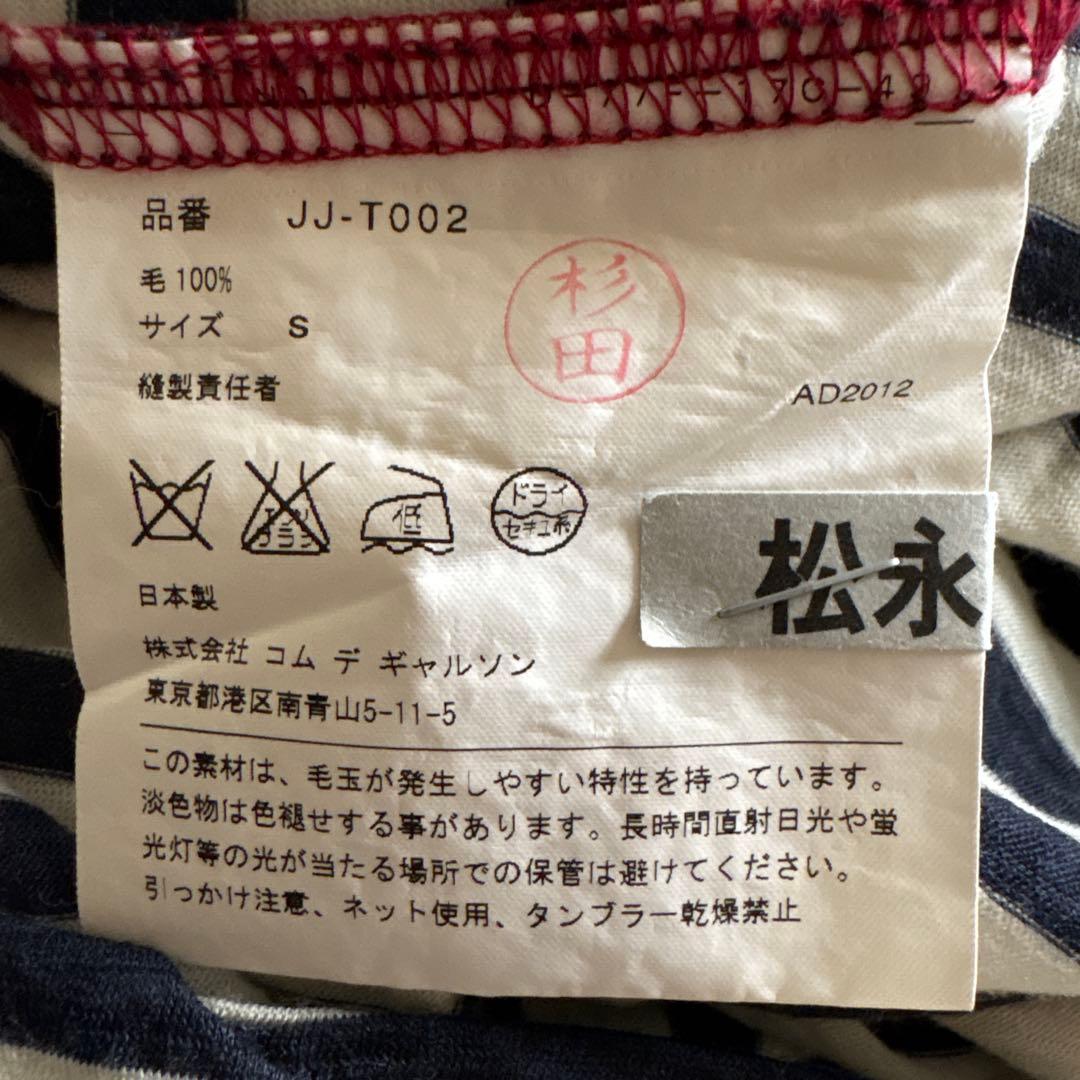 品番 JJ-T002
毛 100%
サイズ S
杉田
縫製責任者
AD2012
エンソ
ブラシ
低
ドライ
セキユ系
松永
日本製
株式会社 コム デ ギャルソン
東京都港区南青山5-11-5
この素材は、毛玉が発生しやすい特性を持っています。
淡色物は色褪せする事があります。長時間直射日光や蛍
光灯等の光が当たる場所での保管は避けてください。
引っかけ注意、ネット使用、タンブラー乾燥禁止